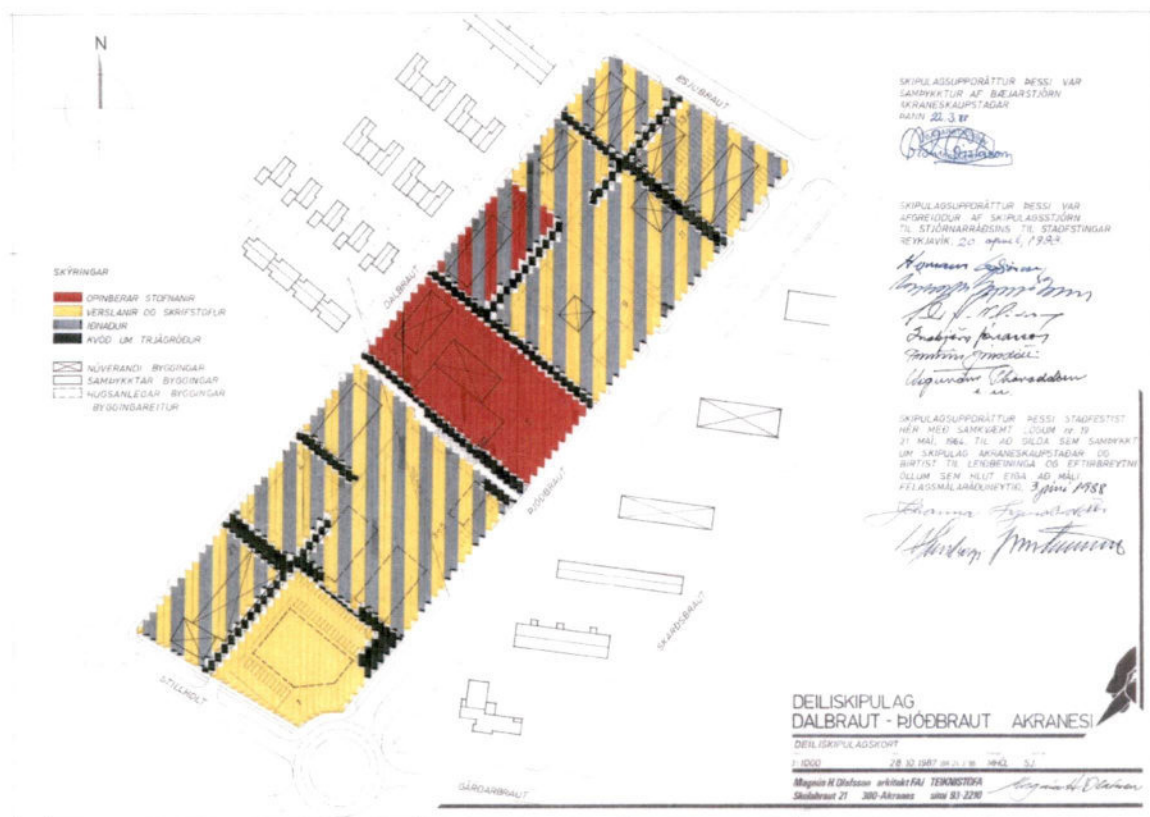 N
ESJUBRAUT
DALBRAUT
ÞJÓÐBRAUT
SKARÐSBRAUT
STILLHOLT
GARÐARBRAUT
SKÝRINGAR
OPINBERAR STOFNANIR
VERSLANIR OG SKRIFSTOFUR
IÐNAÐUR
KVÖÐ UM TRJÁGRÓÐUR
NÚVERANDI BYGGINGAR
SAMÞYKKTAR BYGGINGAR
HUGSANLEGAR BYGGINGAR
BYGGINGAREITUR
SKIPULAGSUPPDRÁTTUR ÞESSI VAR
SAMÞYKKTUR AF BÆJARSTJÓRN
AKRANESKAUPSTAÐAR
ÞANN 22.3.88
SKIPULAGSUPPDRÁTTUR ÞESSI VAR
AFGREIDDUR AF SKIPULAGSSTJÓRN
TIL STJÓRNARRÁÐSINS TIL STAÐFESTINGAR
REYKJAVÍK, 20 apríl, 1988
SKIPULAGSUPPDRÁTTUR ÞESSI STAÐFESTIST
HÉR MEÐ SAMKVÆMT LÖGUM nr. 19
21 MAÍ, 1964, TIL AÐ GILDA SEM SAMÞYKKT
UM SKIPULAG AKRANESKAUPSTAÐAR OG
BIRTIST TIL LEIÐBEININGA OG EFTIRBREYTNI
ÖLLUM SEM HLUT EIGA AÐ MÁLI.
FÉLAGSMÁLARÁÐUNEYTIÐ, 3 júní 1988
DEILISKIPULAG
DALBRAUT - ÞJÓÐBRAUT AKRANESI
DEILISKIPULAGSKORT
1:1000 28.10.1987 MHÓ, SJ
Magnús H. Ólafsson arkitekt FAÍ TEIKNISTOFA
Skólabraut 21 300-Akranes sími 93-2210